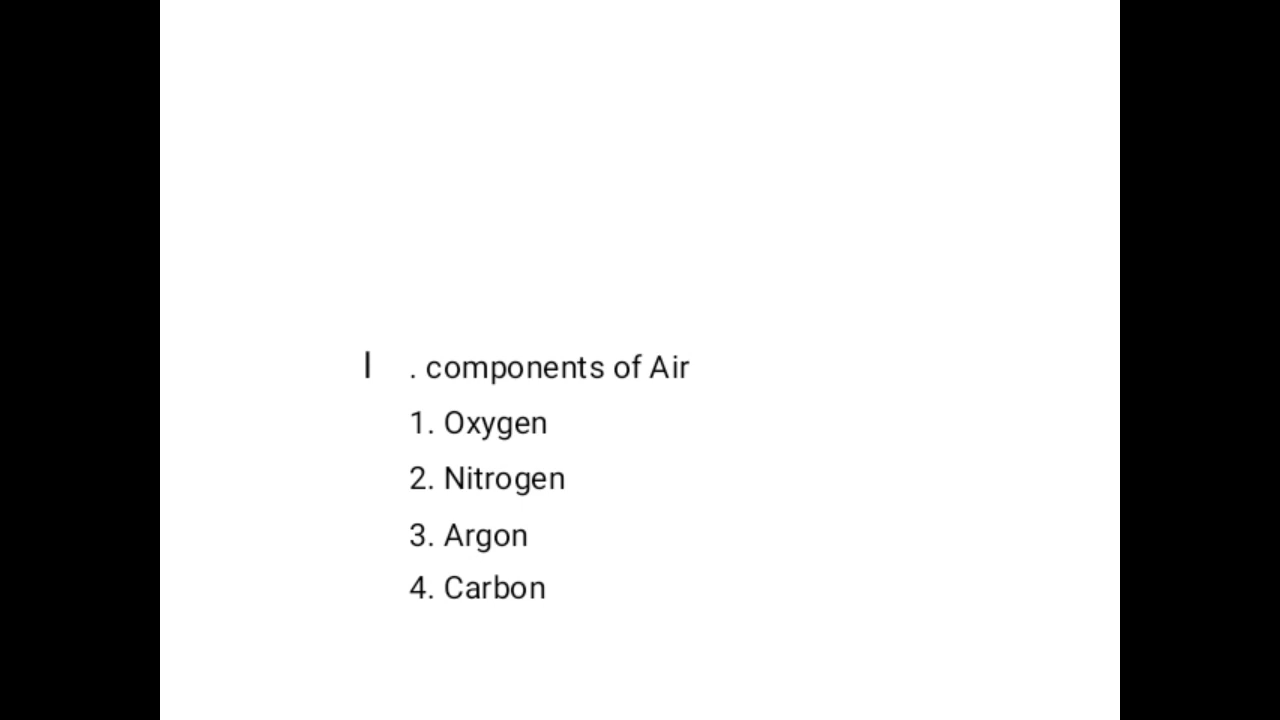 I . components of Air
1. Oxygen
2. Nitrogen
3. Argon
4. Carbon